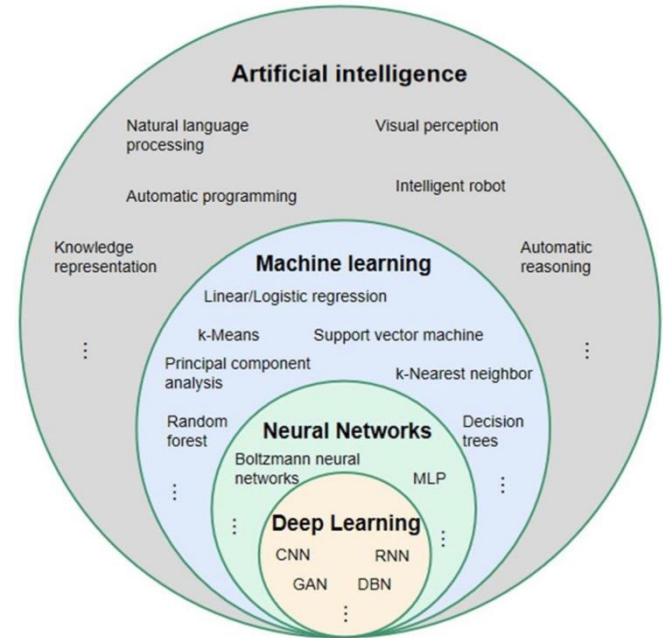 Artificial intelligence
Natural language
processing
Visual perception
Automatic programming
Intelligent robot
Knowledge
representation
Automatic
reasoning
⋮
⋮
Machine learning
Linear/Logistic regression
k-Means
Support vector machine
Principal component
analysis
k-Nearest neighbor
Random
forest
Decision
trees
⋮
⋮
Neural Networks
Boltzmann neural
networks
MLP
⋮
⋮
Deep Learning
CNN
RNN
GAN
DBN
⋮